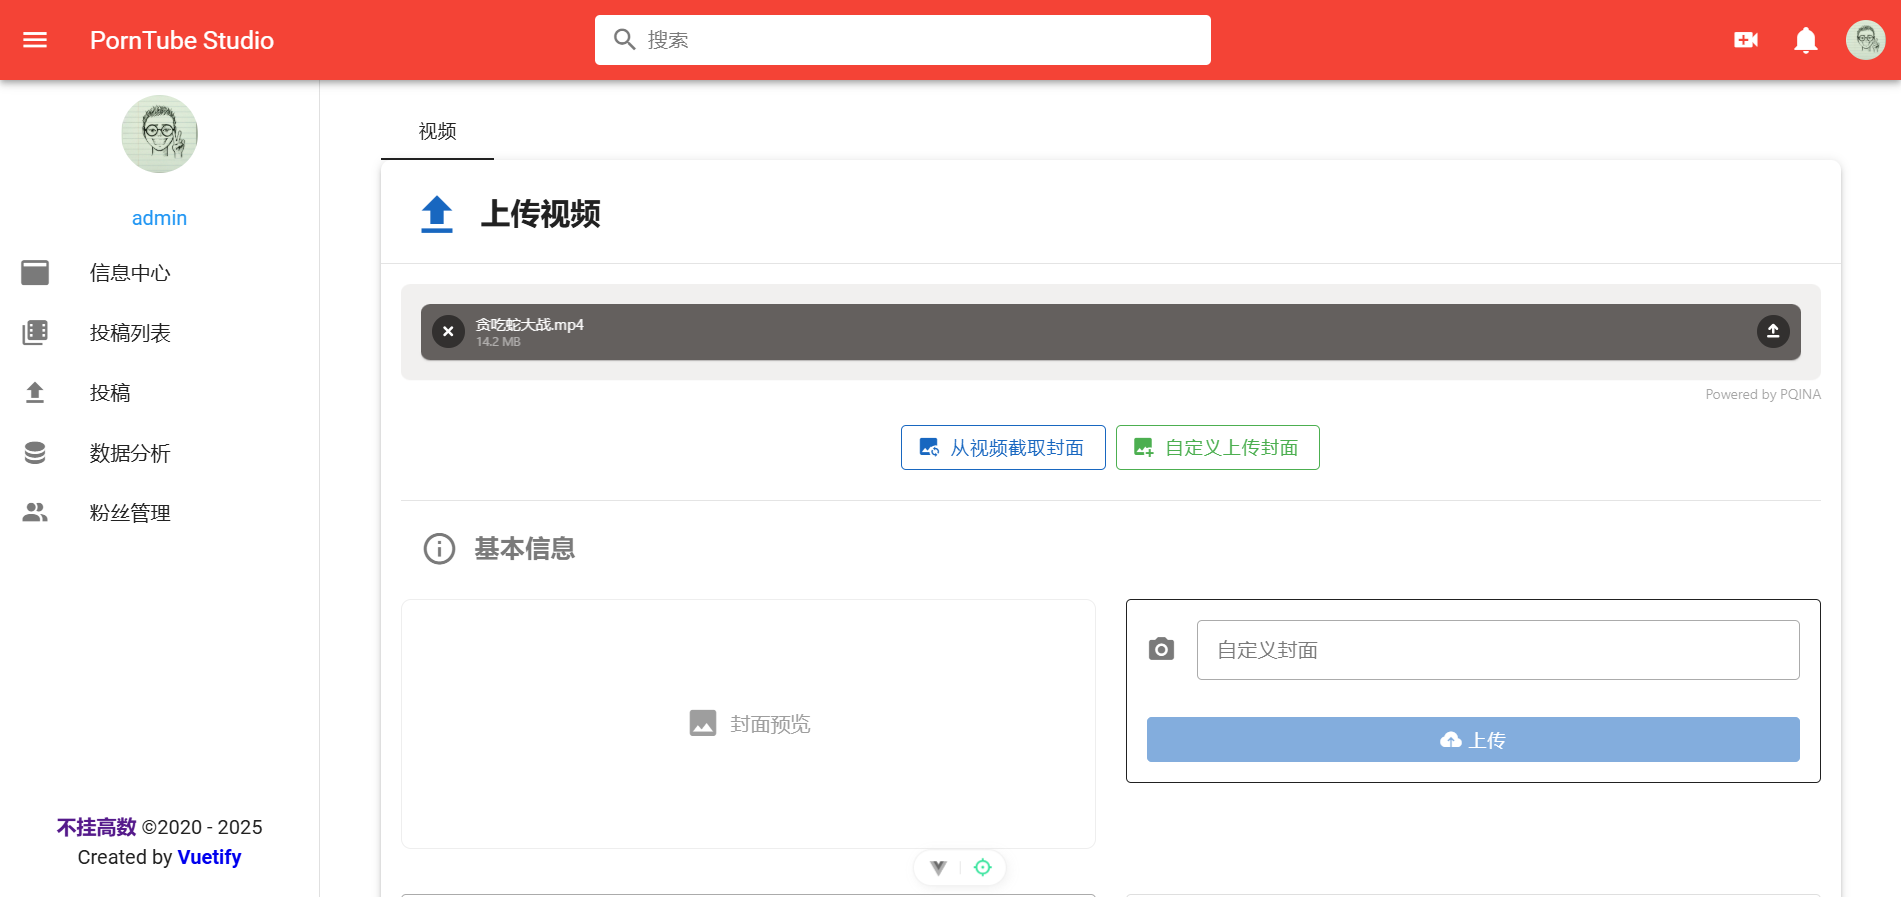 PornTube Studio
搜索
admin
信息中心
投稿列表
投稿
数据分析
粉丝管理
不挂高数 ©2020 - 2025
Created by Vuetify
视频
上传视频
贪吃蛇大战.mp4
14.2 MB
Powered by PQINA
从视频截取封面
自定义上传封面
基本信息
封面预览
自定义封面
上传